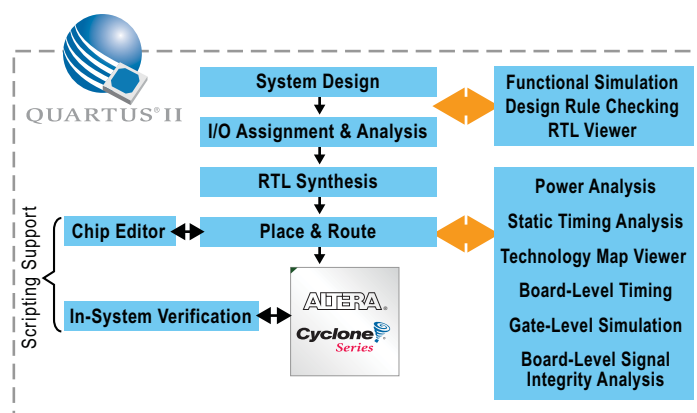 QUARTUS® II
System Design
I/O Assignment & Analysis
RTL Synthesis
Place & Route
Functional Simulation
Design Rule Checking
RTL Viewer
Power Analysis
Static Timing Analysis
Technology Map Viewer
Board-Level Timing
Gate-Level Simulation
Board-Level Signal
Integrity Analysis
Scripting Support
Chip Editor
In-System Verification
ALTERA®
Cyclone™
Series